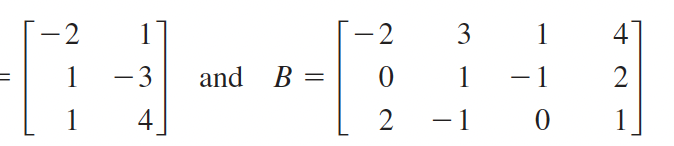 -2 1 -2 3 1 4
= 1 -3 and B = 0 1 -1 2
1 4 2 -1 0 1